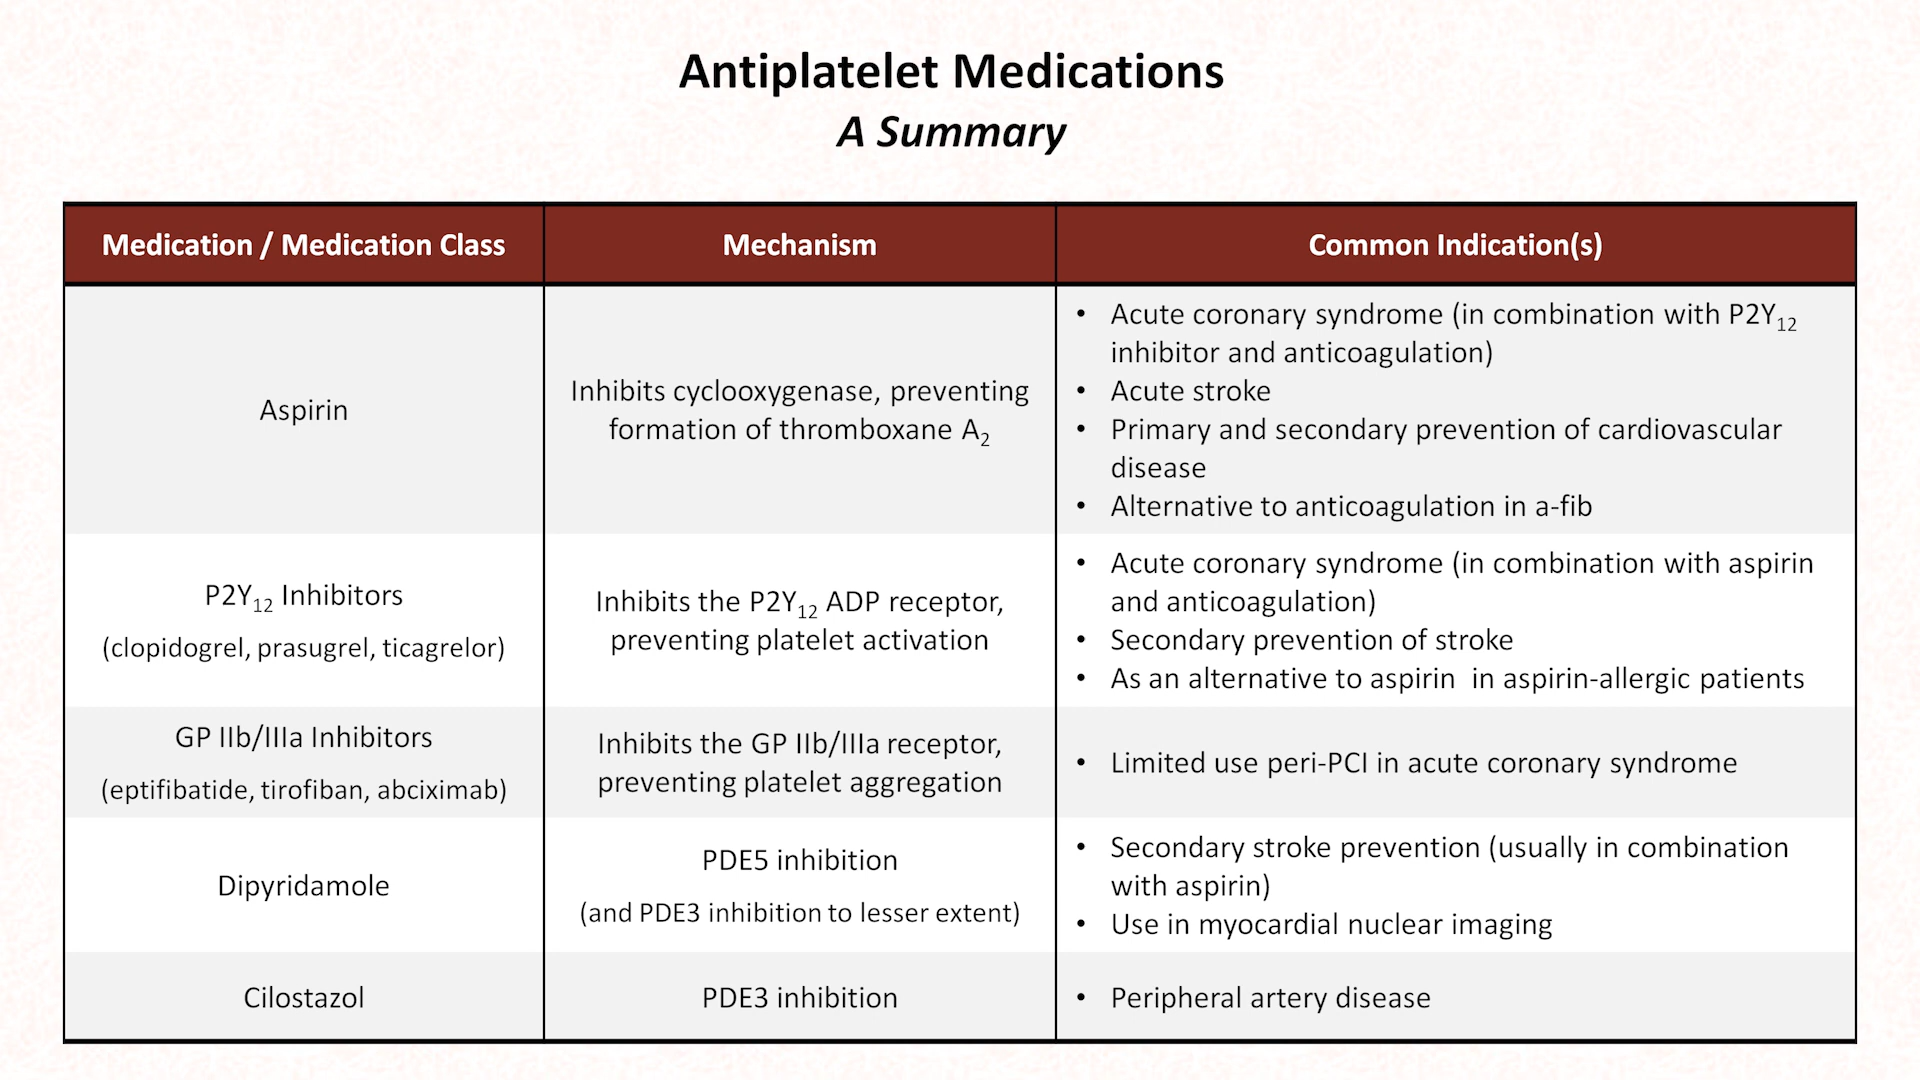 Antiplatelet Medications
A Summary
Medication / Medication Class
Mechanism
Common Indication(s)
Aspirin
Inhibits cyclooxygenase, preventing
formation of thromboxane A₂
• Acute coronary syndrome (in combination with P2Y₁₂
inhibitor and anticoagulation)
• Acute stroke
• Primary and secondary prevention of cardiovascular
disease
• Alternative to anticoagulation in a-fib
P2Y₁₂ Inhibitors
(clopidogrel, prasugrel, ticagrelor)
Inhibits the P2Y₁₂ ADP receptor,
preventing platelet activation
• Acute coronary syndrome (in combination with aspirin
and anticoagulation)
• Secondary prevention of stroke
• As an alternative to aspirin  in aspirin-allergic patients
GP IIb/IIIa Inhibitors
(eptifibatide, tirofiban, abciximab)
Inhibits the GP IIb/IIIa receptor,
preventing platelet aggregation
• Limited use peri-PCI in acute coronary syndrome
Dipyridamole
PDE5 inhibition
(and PDE3 inhibition to lesser extent)
• Secondary stroke prevention (usually in combination
with aspirin)
• Use in myocardial nuclear imaging
Cilostazol
PDE3 inhibition
• Peripheral artery disease